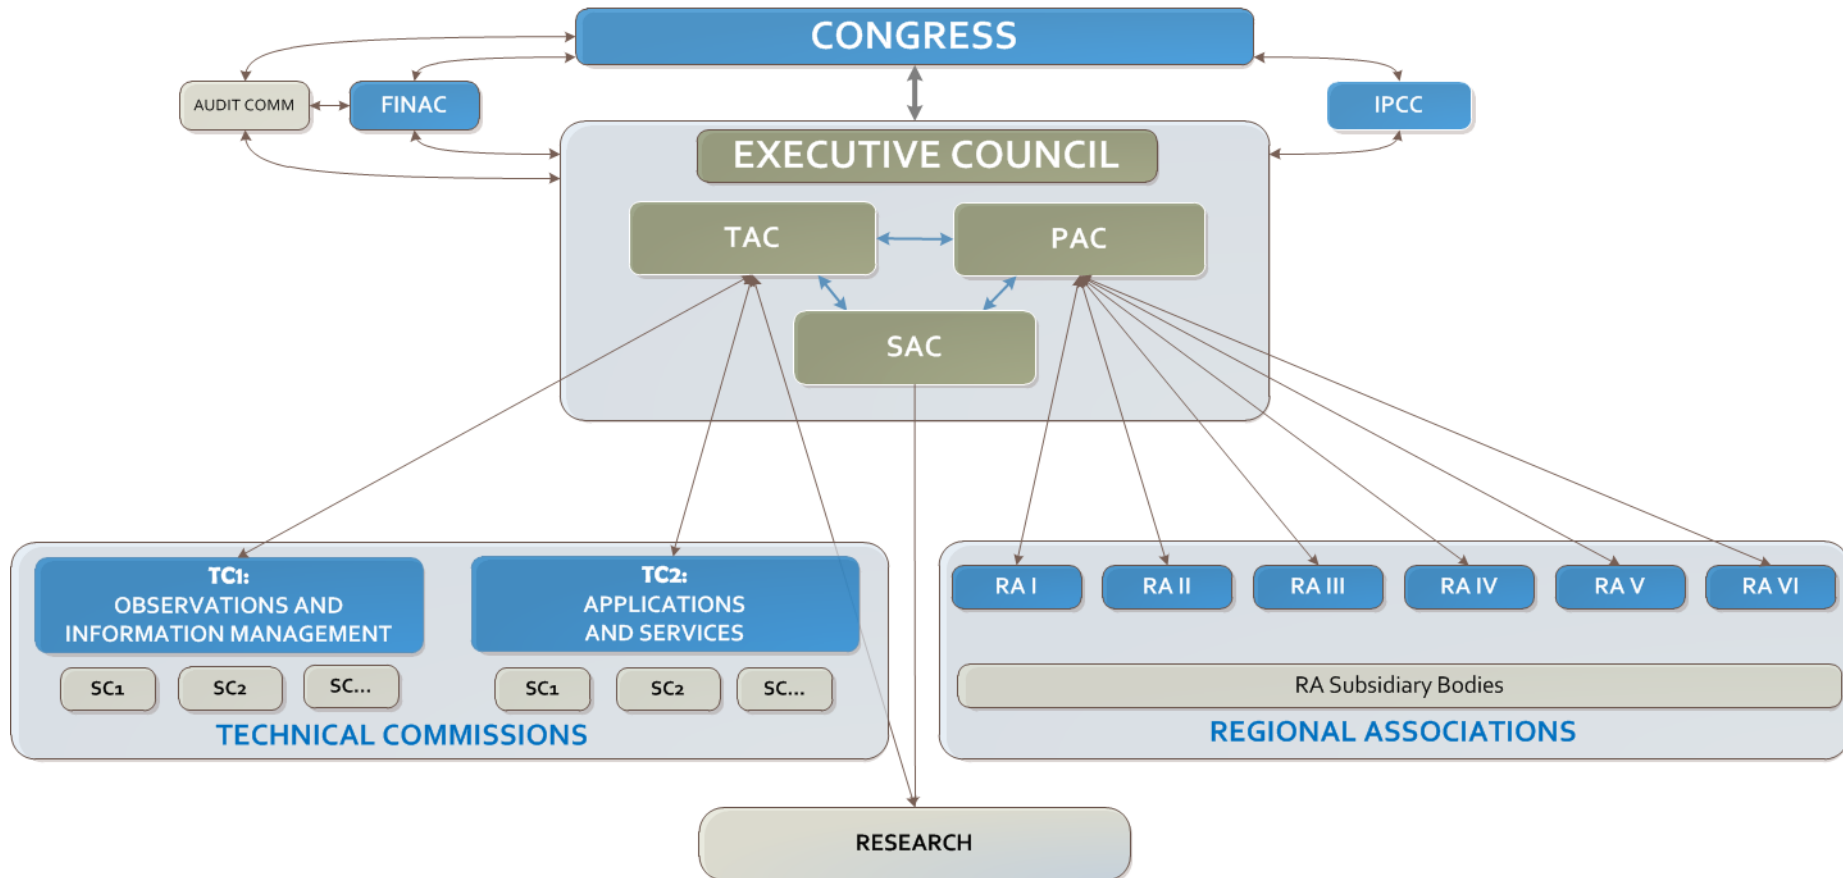 CONGRESS
AUDIT COMM
FINAC
IPCC
EXECUTIVE COUNCIL
TAC
PAC
SAC
TC1:
OBSERVATIONS AND
INFORMATION MANAGEMENT
TC2:
APPLICATIONS
AND SERVICES
SC1
SC2
SC...
SC1
SC2
SC...
TECHNICAL COMMISSIONS
RA I
RA II
RA III
RA IV
RA V
RA VI
RA Subsidiary Bodies
REGIONAL ASSOCIATIONS
RESEARCH